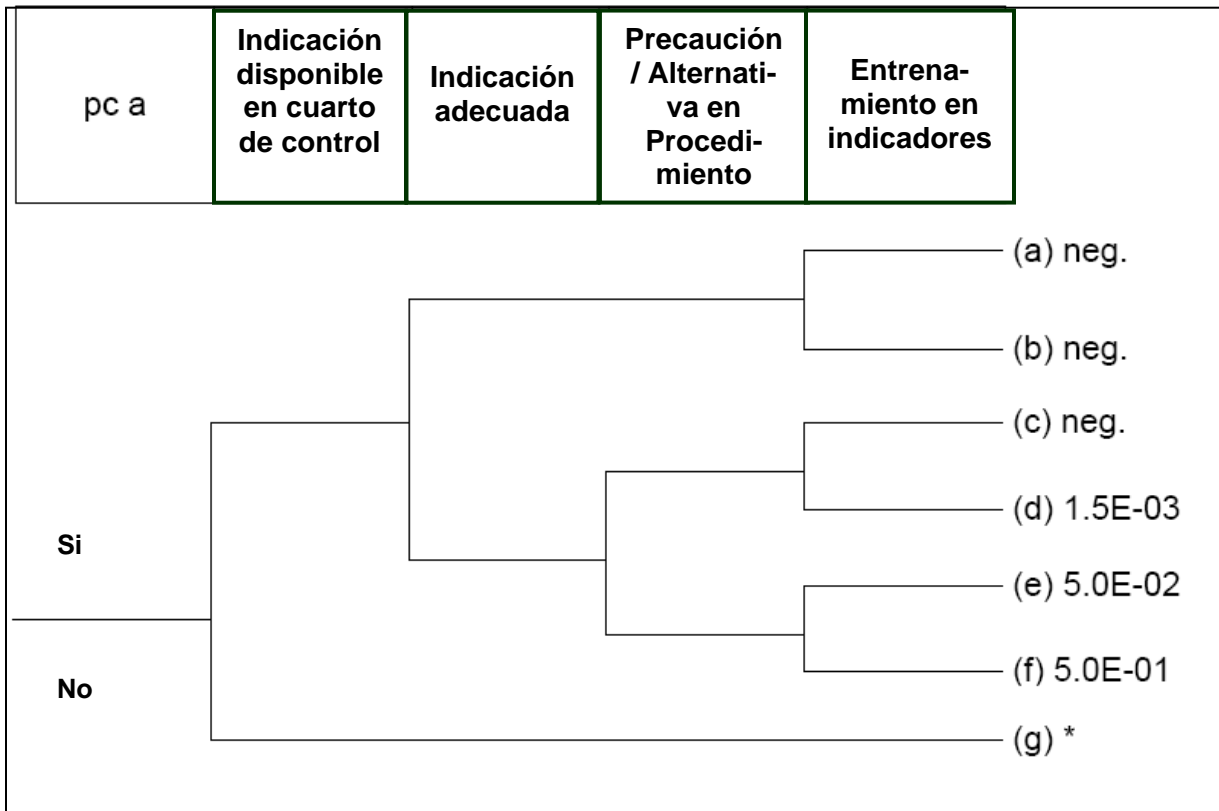 pc a
Indicación
disponible
en cuarto
de control
Indicación
adecuada
Precaución
/ Alternati-
va en
Procedi-
miento
Entrena-
miento en
indicadores
(a) neg.
(b) neg.
(c) neg.
(d) 1.5E-03
(e) 5.0E-02
(f) 5.0E-01
(g) *
Si
No